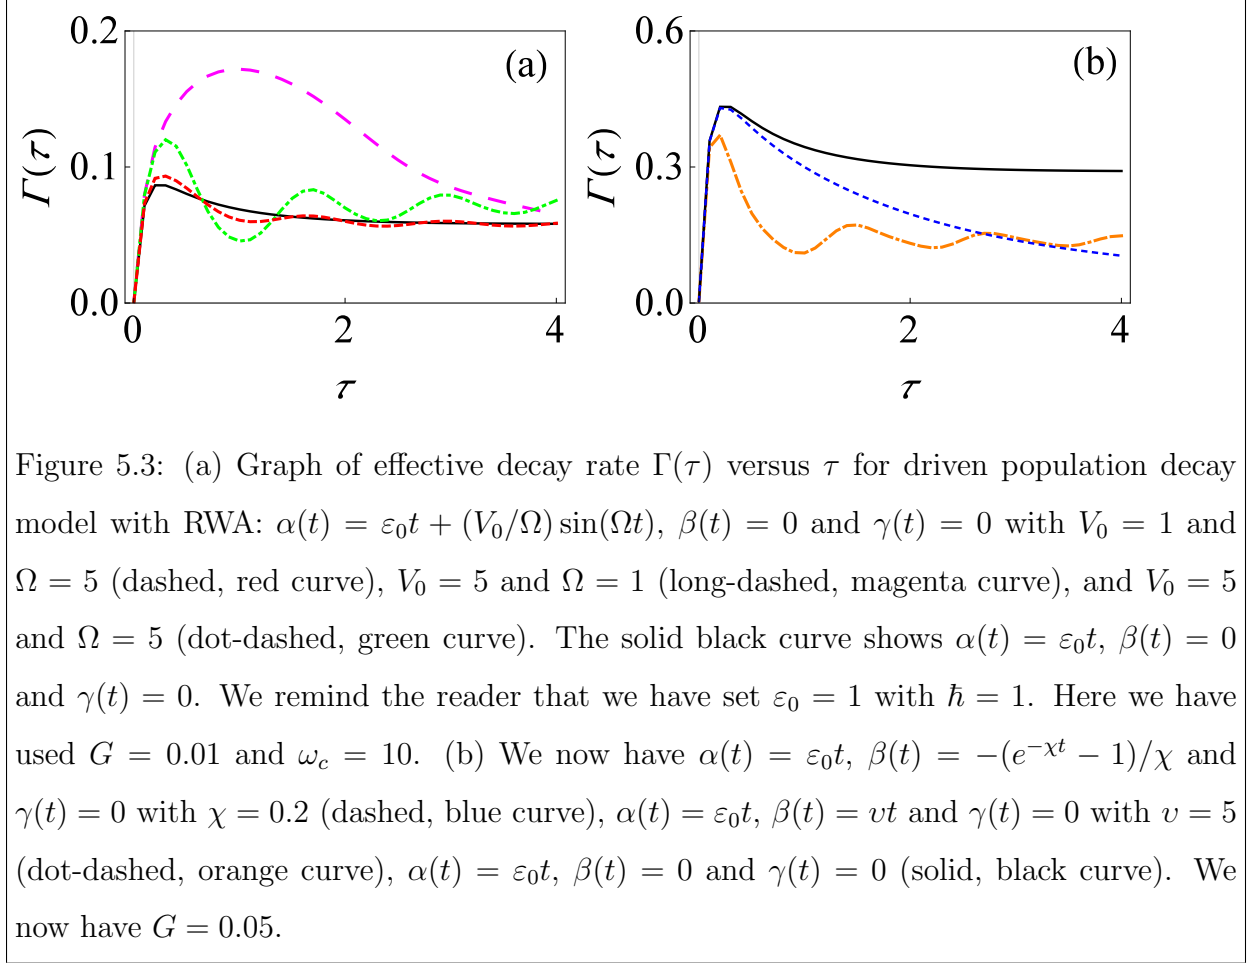 0.2
(a)
Γ(τ)
0.1
0.0
0
2
4
τ
0.6
(b)
Γ(τ)
0.3
0.0
0
2
4
τ
Figure 5.3: (a) Graph of effective decay rate Γ(τ) versus τ for driven population decay
model with RWA: α(t) = ε₀t + (V₀/Ω) sin(Ωt), β(t) = 0 and γ(t) = 0 with V₀ = 1 and
Ω = 5 (dashed, red curve), V₀ = 5 and Ω = 1 (long-dashed, magenta curve), and V₀ = 5
and Ω = 5 (dot-dashed, green curve). The solid black curve shows α(t) = ε₀t, β(t) = 0
and γ(t) = 0. We remind the reader that we have set ε₀ = 1 with ℏ = 1. Here we have
used G = 0.01 and ω_c = 10. (b) We now have α(t) = ε₀t, β(t) = −(e^{−χt} − 1)/χ and
γ(t) = 0 with χ = 0.2 (dashed, blue curve), α(t) = ε₀t, β(t) = υt and γ(t) = 0 with υ = 5
(dot-dashed, orange curve), α(t) = ε₀t, β(t) = 0 and γ(t) = 0 (solid, black curve). We
now have G = 0.05.